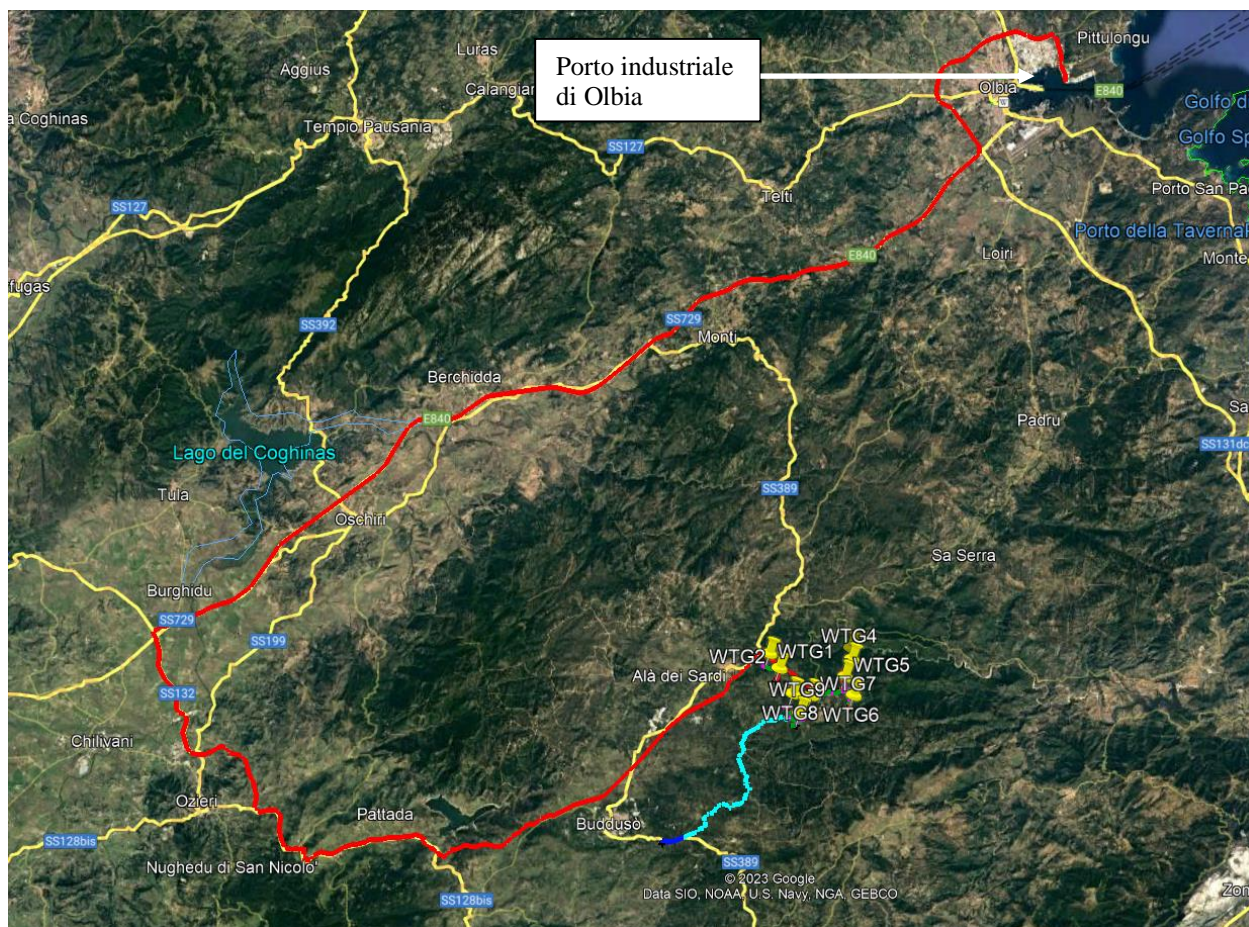 Luras
Pittulongu
Aggius
Porto industriale
di Olbia
Calangian
Olbia
E840
Golfo d
a Coghinas
Tempio Pausania
Golfo Sp
SS127
Telti
Porto San Pa
SS127
Porto della Taverna
Loiri
E840
Monte
rfugas
SS392
SS729
Monti
Berchidda
E840
Padru
Sa
Lago del Coghinas
SS131dc
Tula
SS389
Oschiri
Sa Serra
Burghidu
SS729
SS199
WTG4
WTG2
WTG1
WTG5
Alà dei Sardi
WTG9
WTG7
SS132
WTG8
WTG6
Chilivani
Ozieri
Pattada
Buddusò
SS128bis
Nughedu di San Nicolo'
SS389
© 2023 Google
Data SIO, NOAA, U.S. Navy, NGA, GEBCO
Zon
SS128bis